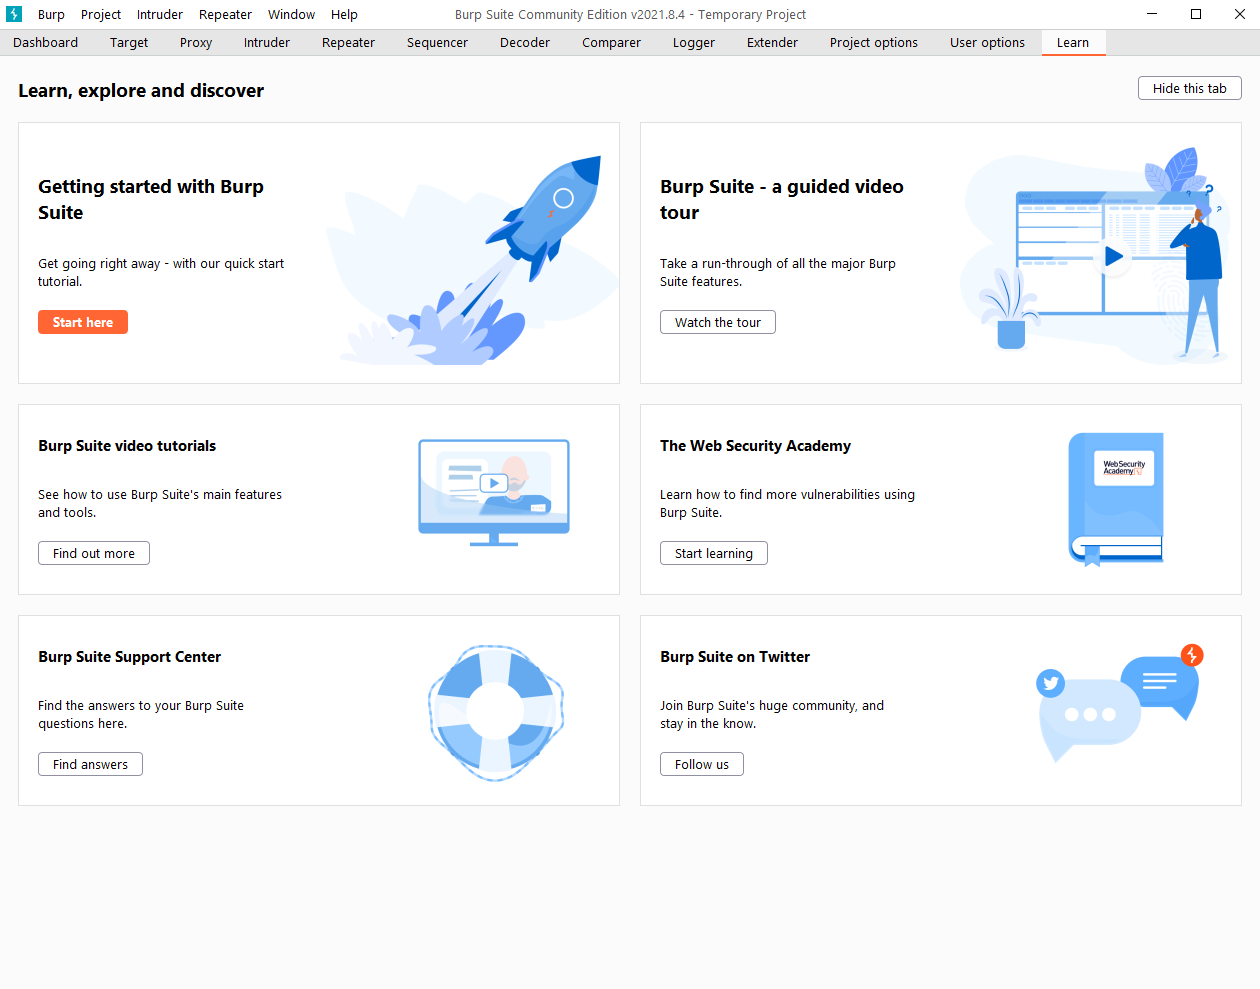 Burp Project Intruder Repeater Window Help Burp Suite Community Edition v2021.8.4 - Temporary Project
Dashboard Target Proxy Intruder Repeater Sequencer Decoder Comparer Logger Extender Project options User options Learn
Learn, explore and discover
Hide this tab
Getting started with Burp
Suite
Get going right away - with our quick start
tutorial.
Start here
Burp Suite - a guided video
tour
Take a run-through of all the major Burp
Suite features.
Watch the tour
Burp Suite video tutorials
See how to use Burp Suite's main features
and tools.
Find out more
The Web Security Academy
Learn how to find more vulnerabilities using
Burp Suite.
Start learning
Web Security
Academy
Burp Suite Support Center
Find the answers to your Burp Suite
questions here.
Find answers
Burp Suite on Twitter
Join Burp Suite's huge community, and
stay in the know.
Follow us